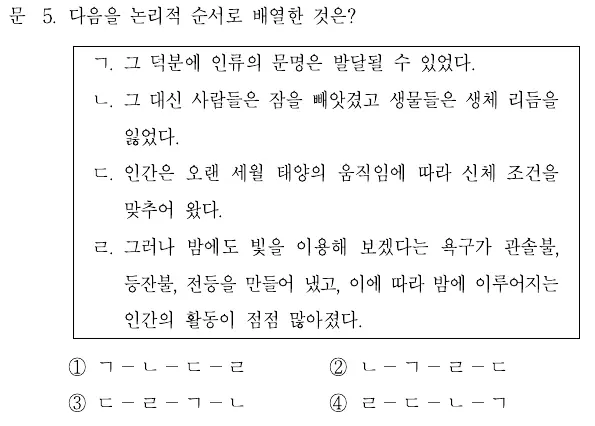 문 5. 다음을 논리적 순서로 배열한 것은?
ㄱ. 그 덕분에 인류의 문명은 발달될 수 있었다.
ㄴ. 그 대신 사람들은 잠을 빼앗겼고 생물들은 생체 리듬을
잃었다.
ㄷ. 인간은 오랜 세월 태양의 움직임에 따라 신체 조건을
맞추어 왔다.
ㄹ. 그러나 밤에도 빛을 이용해 보겠다는 욕구가 관솔불,
등잔불, 전등을 만들어 냈고, 이에 따라 밤에 이루어지는
인간의 활동이 점점 많아졌다.
① ㄱ - ㄴ - ㄷ - ㄹ ② ㄴ - ㄱ - ㄹ - ㄷ
③ ㄷ - ㄹ - ㄱ - ㄴ ④ ㄹ - ㄷ - ㄴ - ㄱ